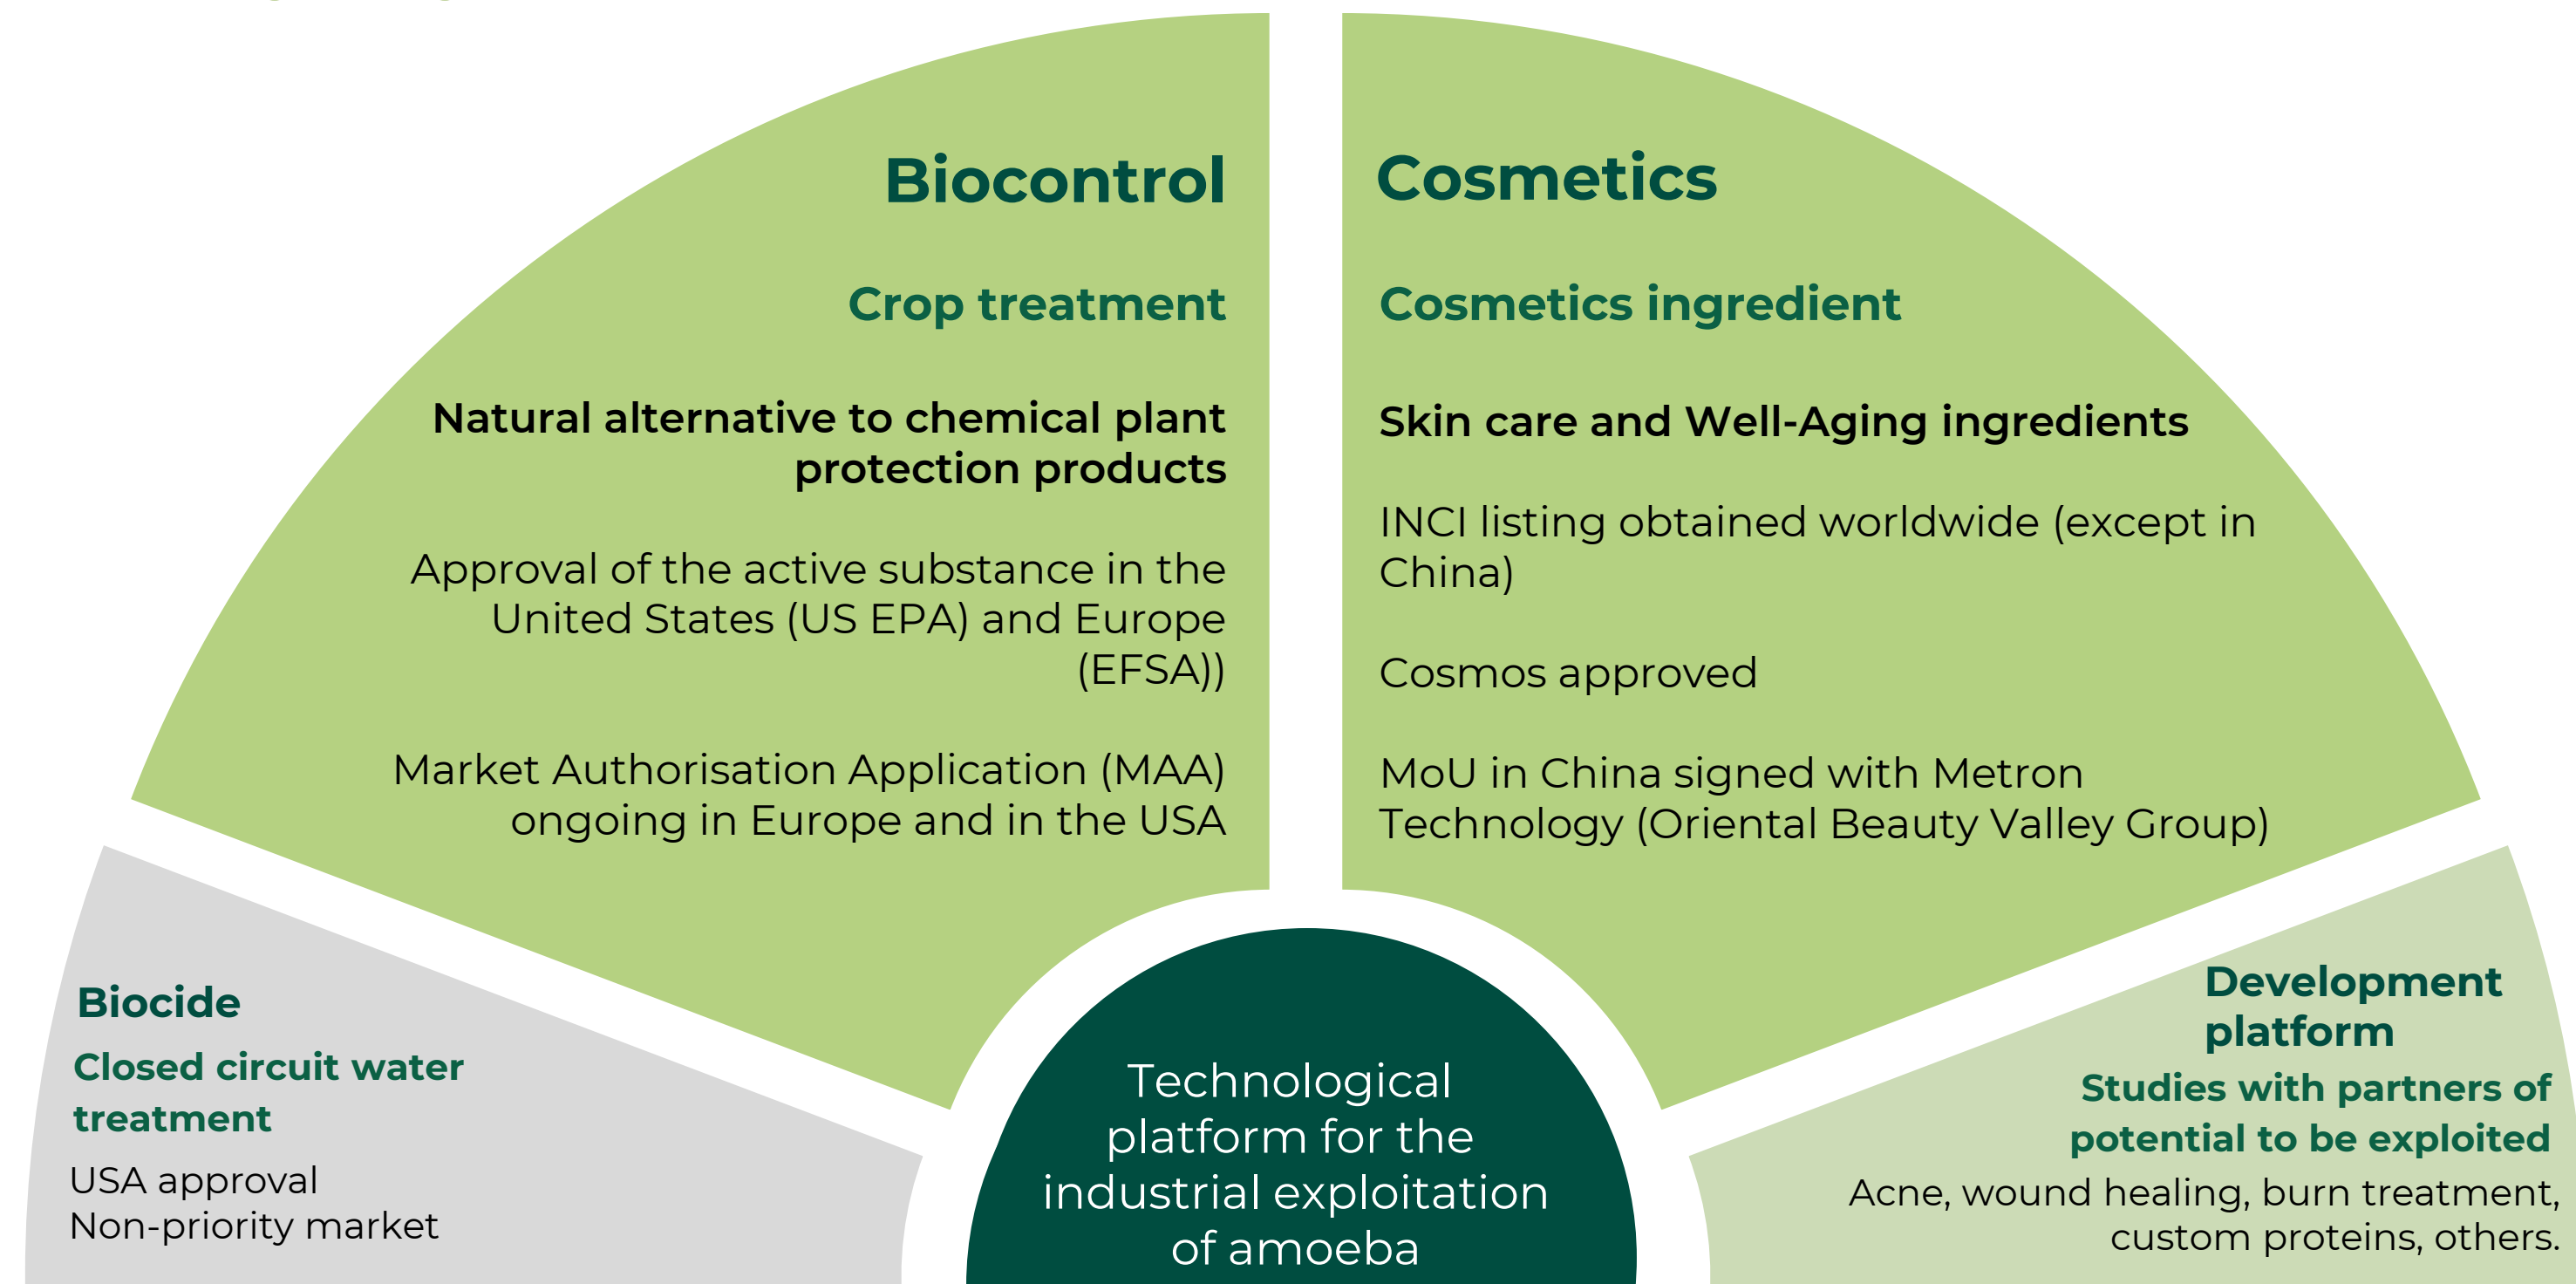 Biocontrol
Crop treatment
Natural alternative to chemical plant
protection products
Approval of the active substance in the
United States (US EPA) and Europe
(EFSA))
Market Authorisation Application (MAA)
ongoing in Europe and in the USA
Cosmetics
Cosmetics ingredient
Skin care and Well-Aging ingredients
INCI listing obtained worldwide (except in
China)
Cosmos approved
MoU in China signed with Metron
Technology (Oriental Beauty Valley Group)
Biocide
Closed circuit water
treatment
USA approval
Non-priority market
Technological
platform for the
industrial exploitation
of amoeba
Development
platform
Studies with partners of
potential to be exploited
Acne, wound healing, burn treatment,
custom proteins, others.